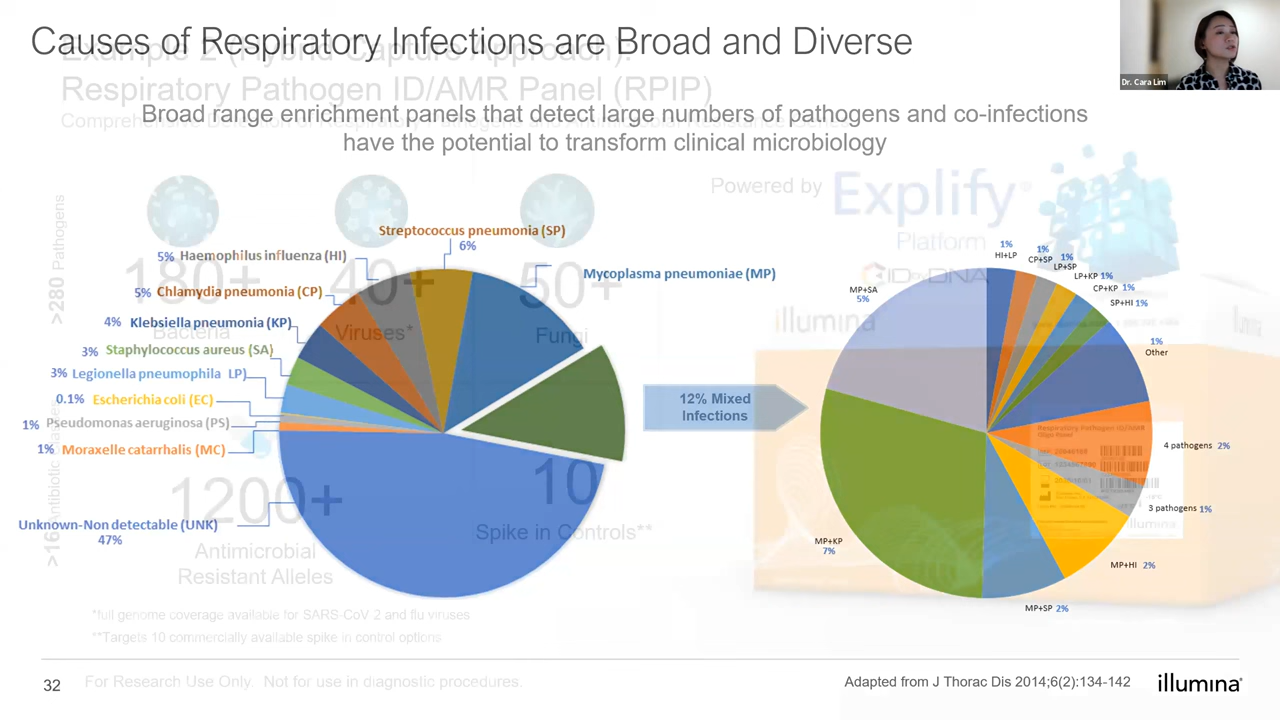 Causes of Respiratory Infections are Broad and Diverse
Example 2 (Hybrid Capture Approach):
Respiratory Pathogen ID/AMR Panel (RPIP)
Broad range enrichment panels that detect large numbers of pathogens and co-infections
have the potential to transform clinical microbiology
Dr. Cara Lim
Powered by
Explify®
Platform
IDbyDNA
illumina
>280 Pathogens
180+
Bacteria
40+
Viruses*
50+
Fungi
Streptococcus pneumonia (SP)
6%
5% Haemophilus influenza (HI)
Mycoplasma pneumoniae (MP)
5% Chlamydia pneumonia (CP)
4% Klebsiella pneumonia (KP)
3% Staphylococcus aureus (SA)
3% Legionella pneumophila LP)
0.1% Escherichia coli (EC)
1% Pseudomonas aeruginosa (PS)
1% Moraxelle catarrhalis (MC)
Unknown-Non detectable (UNK)
47%
12% Mixed
Infections
1%
HI+LP
1%
CP+SP
1%
LP+SP
LP+KP 1%
CP+KP 1%
SP+HI 1%
1%
Other
4 pathogens 2%
3 pathogens 1%
MP+HI 2%
MP+SP 2%
MP+KP
7%
MP+SA
5%
Respiratory Pathogen ID/AMR
illumina
1200+
Antimicrobial
Resistant Alleles
10
Spike in Controls**
*full genome coverage available for SARS-CoV 2 and flu viruses
**Targets 10 commercially available spike in control options
32
For Research Use Only. Not for use in diagnostic procedures.
Adapted from J Thorac Dis 2014;6(2):134-142
illumina®